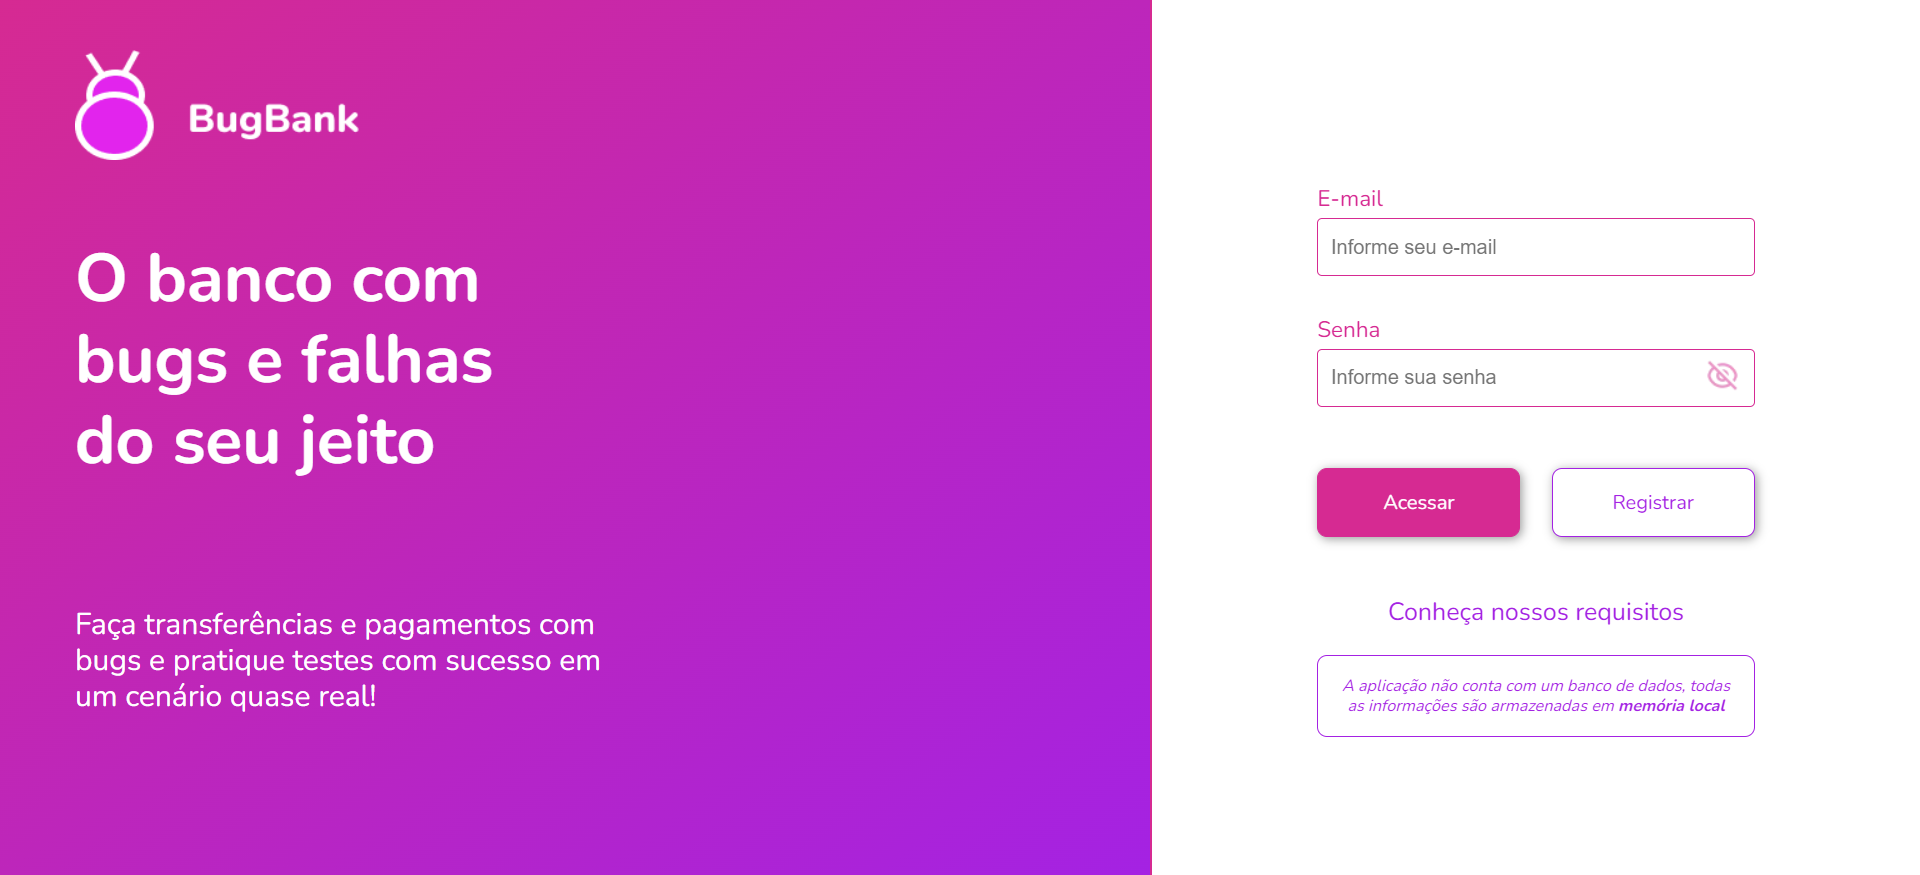 BugBank
O banco com
bugs e falhas
do seu jeito
Faça transferências e pagamentos com
bugs e pratique testes com sucesso em
um cenário quase real!
E-mail
Informe seu e-mail
Senha
Informe sua senha
Acessar
Registrar
Conheça nossos requisitos
A aplicação não conta com um banco de dados, todas
as informações são armazenadas em memória local